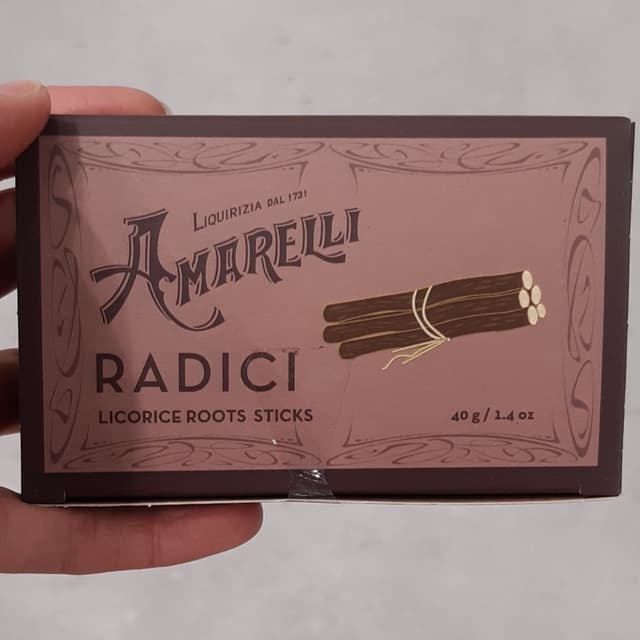 LIQUIRIZIA DAL 1731
AMARELLI
RADICI
LICORICE ROOTS STICKS
40 g / 1.4 oz